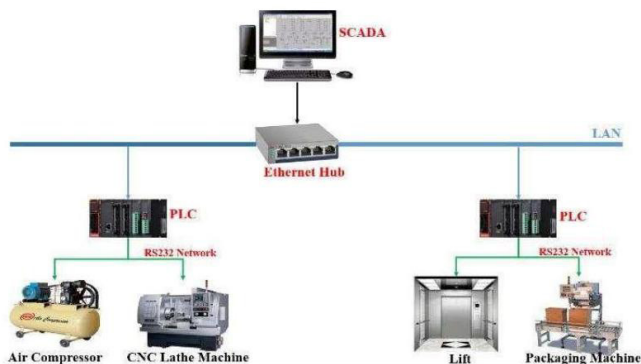 SCADA
LAN
Ethernet Hub
PLC
PLC
RS232 Network
RS232 Network
Air Compressor
CNC Lathe Machine
Lift
Packaging Machine